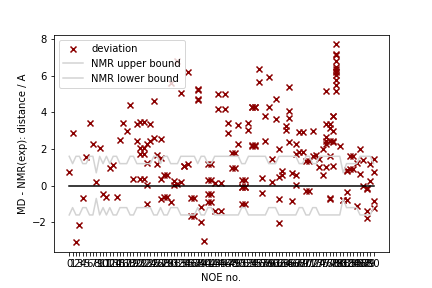 deviation
NMR upper bound
NMR lower bound
MD - NMR(exp): distance / A
8
6
4
2
0
−2
NOE no.